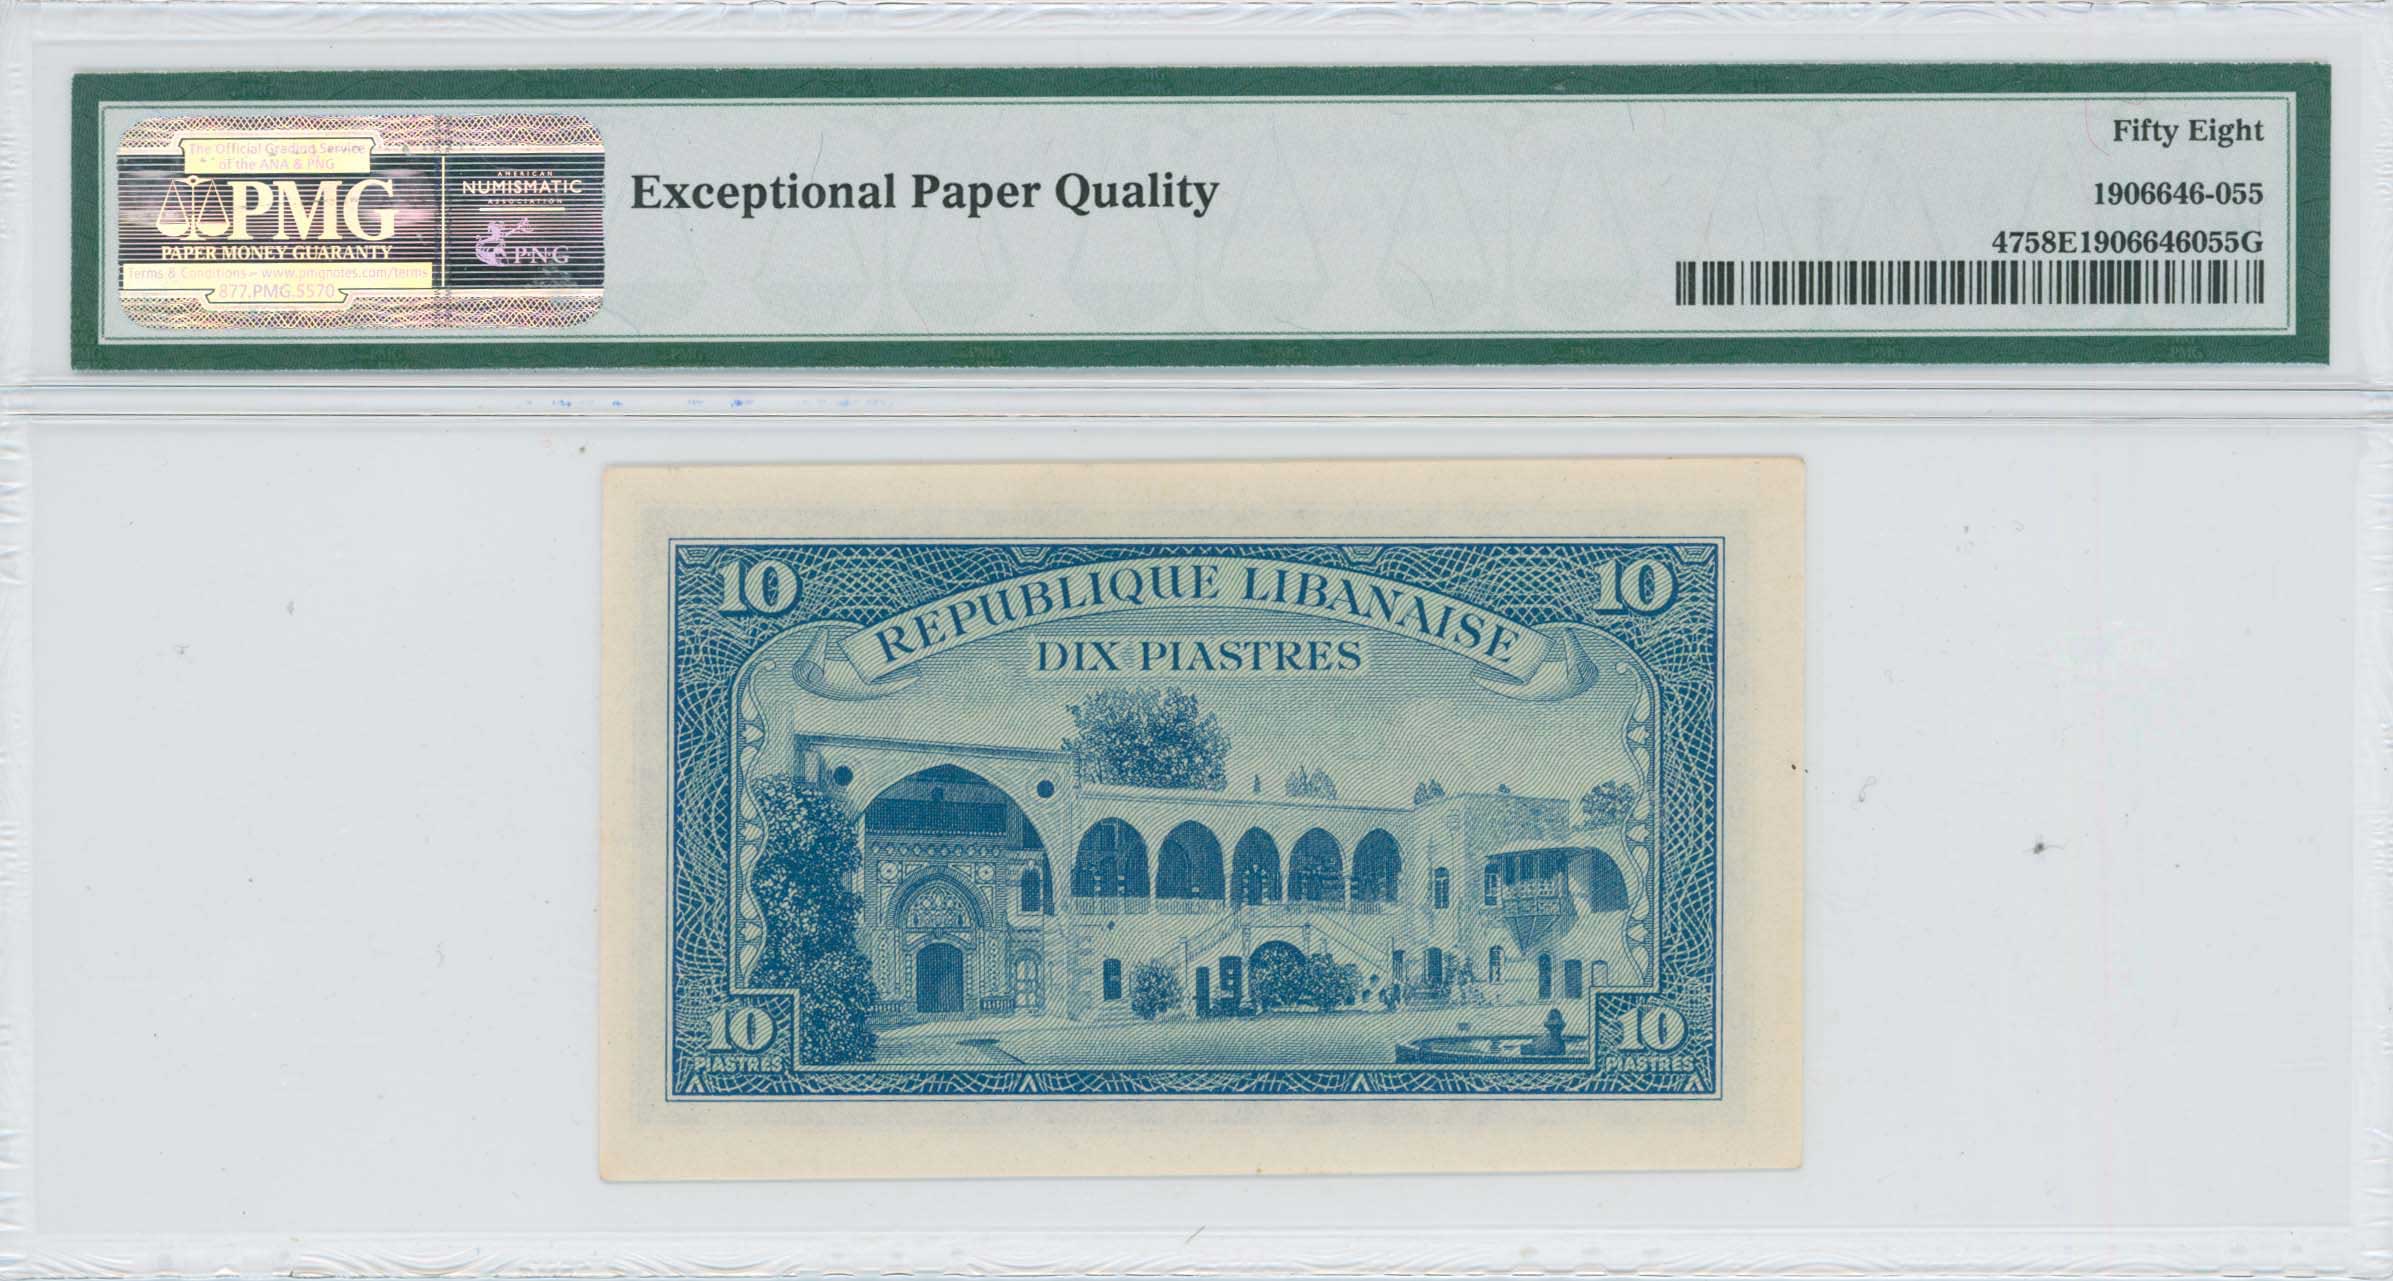 The Official Grading Service
of the ANA & PNG
PMG
PAPER MONEY GUARANTY
Terms & Conditions – www.pmgnotes.com/terms
877.PMG.5570
AMERICAN
NUMISMATIC
ASSOCIATION
PNG
Exceptional Paper Quality
Fifty Eight
1906646-055
4758E1906646055G
10
10
REPUBLIQUE LIBANAISE
DIX PIASTRES
10
PIASTRES
10
PIASTRES